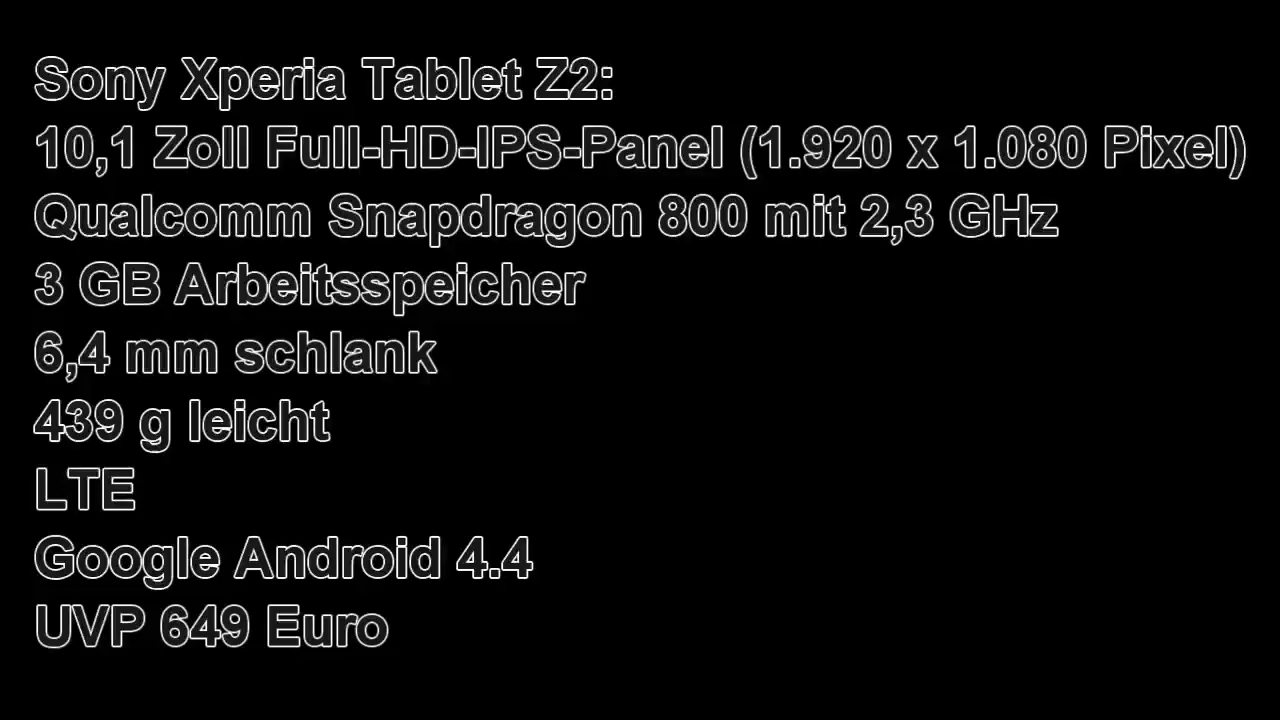 Sony Xperia Tablet Z2:
10,1 Zoll Full-HD-IPS-Panel (1.920 x 1.080 Pixel)
Qualcomm Snapdragon 800 mit 2,3 GHz
3 GB Arbeitsspeicher
6,4 mm schlank
439 g leicht
LTE
Google Android 4.4
UVP 649 Euro